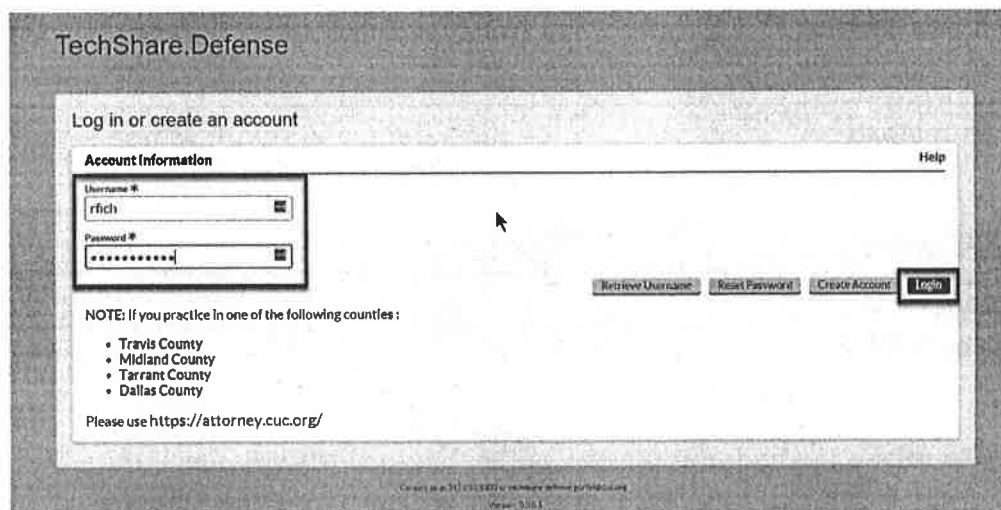 TechShare.Defense
Log in or create an account
Account Information Help
Username *
rfich
Password *
•••••••••••
Retrieve Username Reset Password Create Account Login
NOTE: If you practice in one of the following counties :
• Travis County
• Midland County
• Tarrant County
• Dallas County
Please use https://attorney.cuc.org/